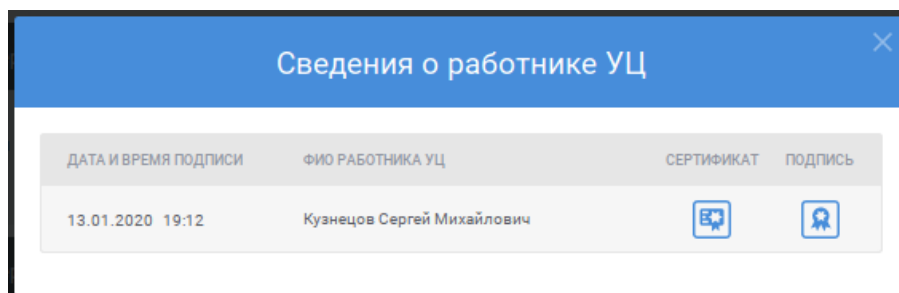 Сведения о работнике УЦ
ДАТА И ВРЕМЯ ПОДПИСИ ФИО РАБОТНИКА УЦ СЕРТИФИКАТ ПОДПИСЬ
13.01.2020 19:12 Кузнецов Сергей Михайлович